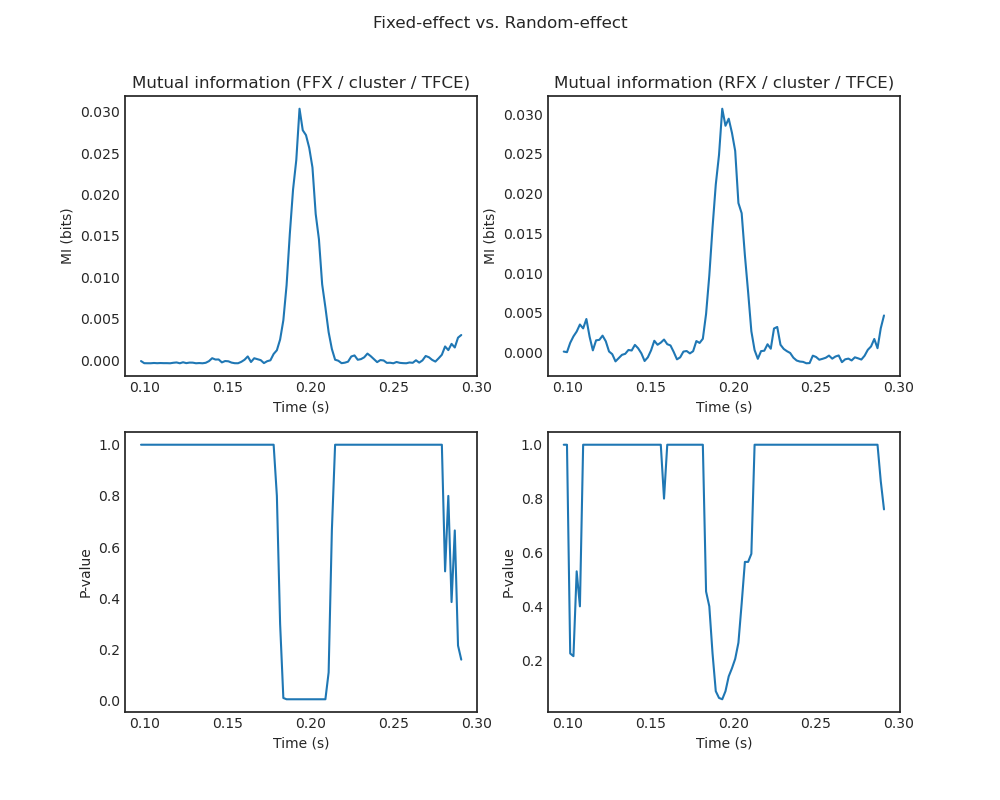 Fixed-effect vs. Random-effect
Mutual information (FFX / cluster / TFCE)
0.030
0.025
0.020
0.015
0.010
0.005
0.000
MI (bits)
0.10 0.15 0.20 0.25 0.30
Time (s)
Mutual information (RFX / cluster / TFCE)
0.030
0.025
0.020
0.015
0.010
0.005
0.000
MI (bits)
0.10 0.15 0.20 0.25 0.30
Time (s)
1.0
0.8
0.6
0.4
0.2
0.0
P-value
0.10 0.15 0.20 0.25 0.30
Time (s)
1.0
0.8
0.6
0.4
0.2
P-value
0.10 0.15 0.20 0.25 0.30
Time (s)